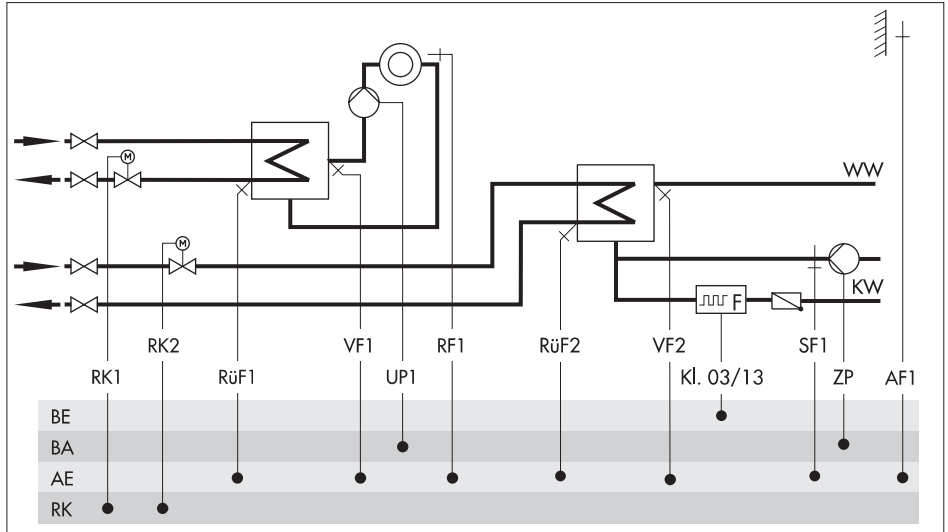 M
WW
M
KW
F
RK2 VF1 RF1 RüF2 VF2 SF1
RK1 RüF1 UP1 Kl. 03/13 ZP AF1
BE
BA
AE
RK